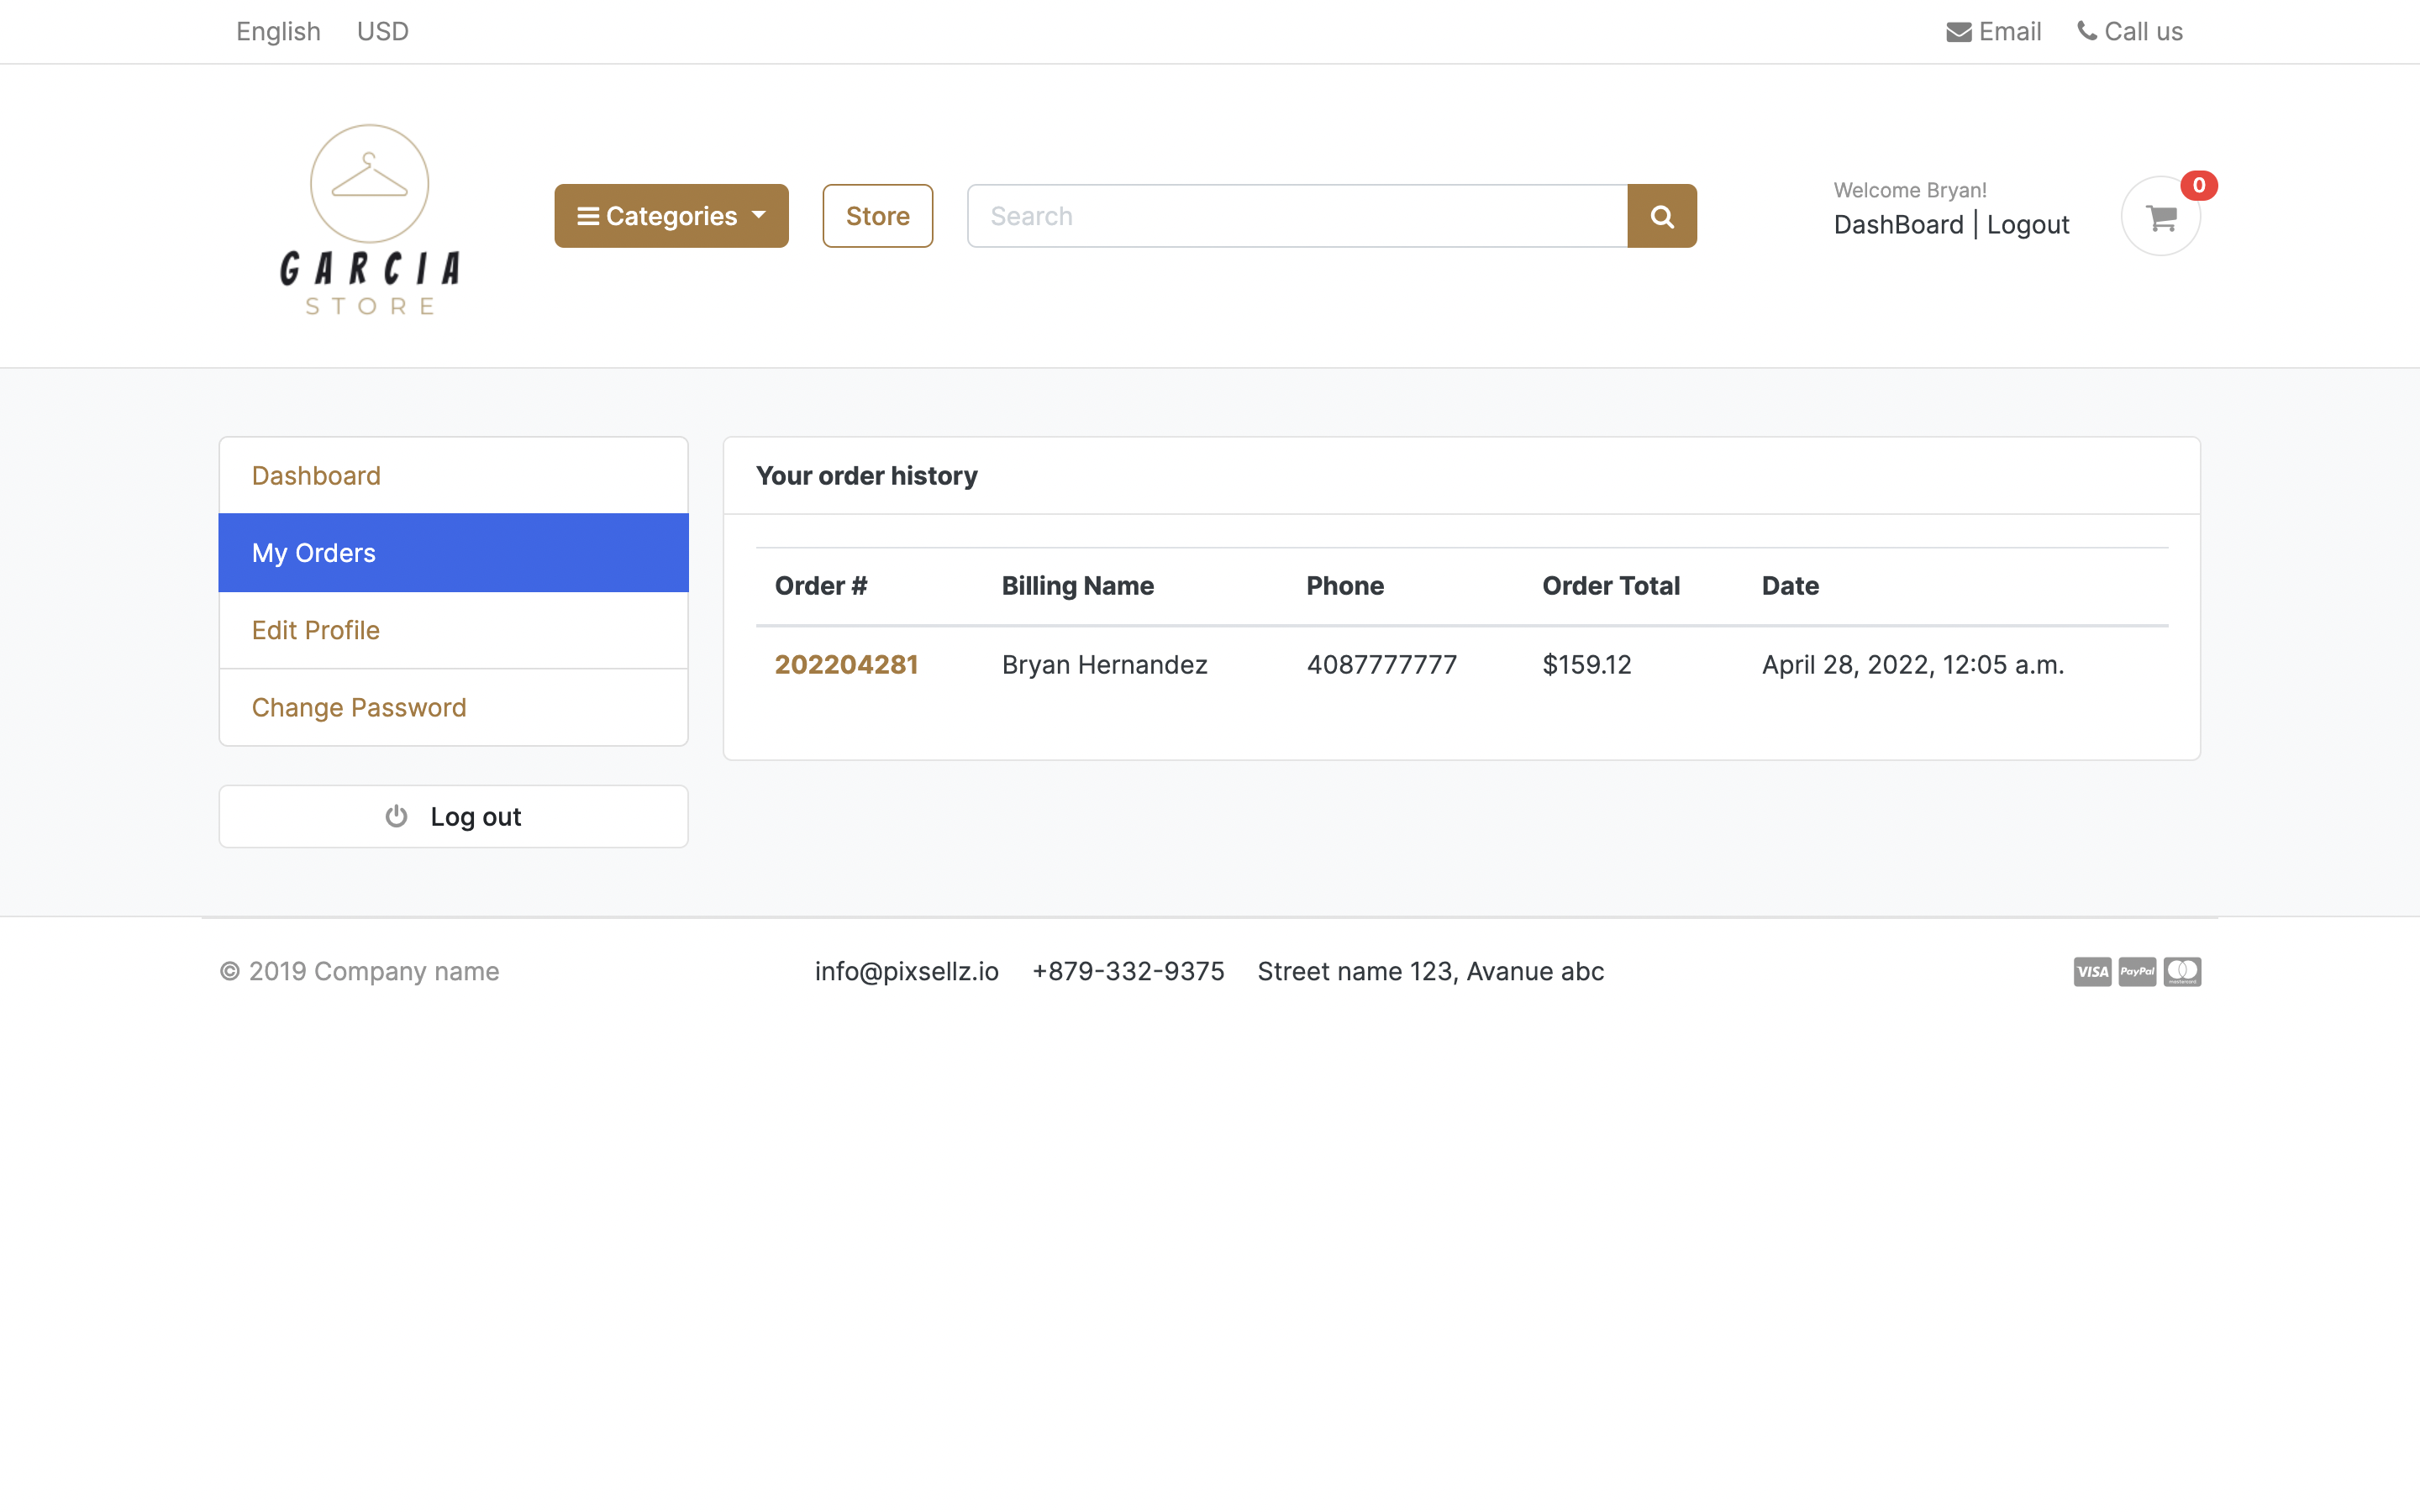 English USD Email Call us
GARCIA
STORE
Categories Store Search
Welcome Bryan!
DashBoard | Logout
0
Dashboard
My Orders
Edit Profile
Change Password
Log out
Your order history
Order # Billing Name Phone Order Total Date
202204281 Bryan Hernandez 4087777777 $159.12 April 28, 2022, 12:05 a.m.
© 2019 Company name info@pixsellz.io +879-332-9375 Street name 123, Avanue abc VISA PayPal mastercard